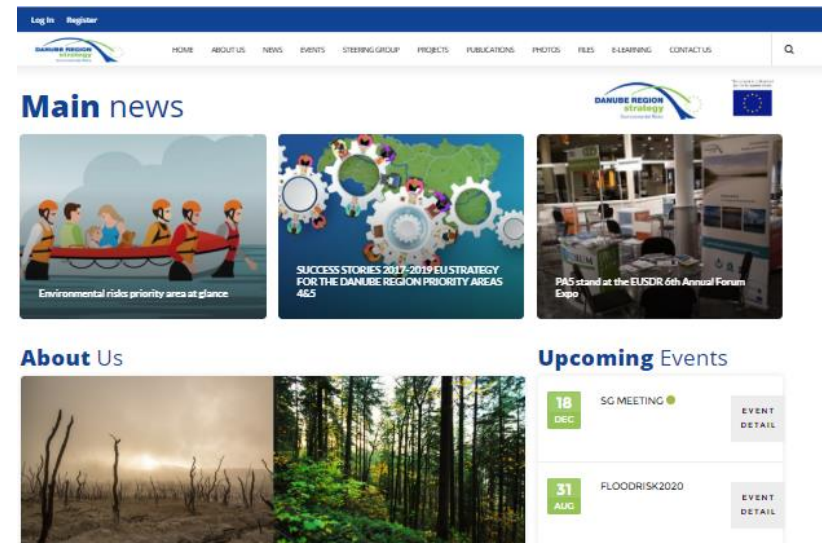 Log In Register
DANUBE REGION
strategy
HOME ABOUT US NEWS EVENTS STEERING GROUP PROJECTS PUBLICATIONS PHOTOS FILES E-LEARNING CONTACT US
Main news
DANUBE REGION
strategy
Environmental risks priority area at glance
SUCCESS STORIES 2017-2019 EU STRATEGY
FOR THE DANUBE REGION PRIORITY AREAS
4&5
PA5 stand at the EUSDR 6th Annual Forum
Expo
About Us
Upcoming Events
18
DEC
SG MEETING
EVENT
DETAIL
31
AUG
FLOODRISK2020
EVENT
DETAIL